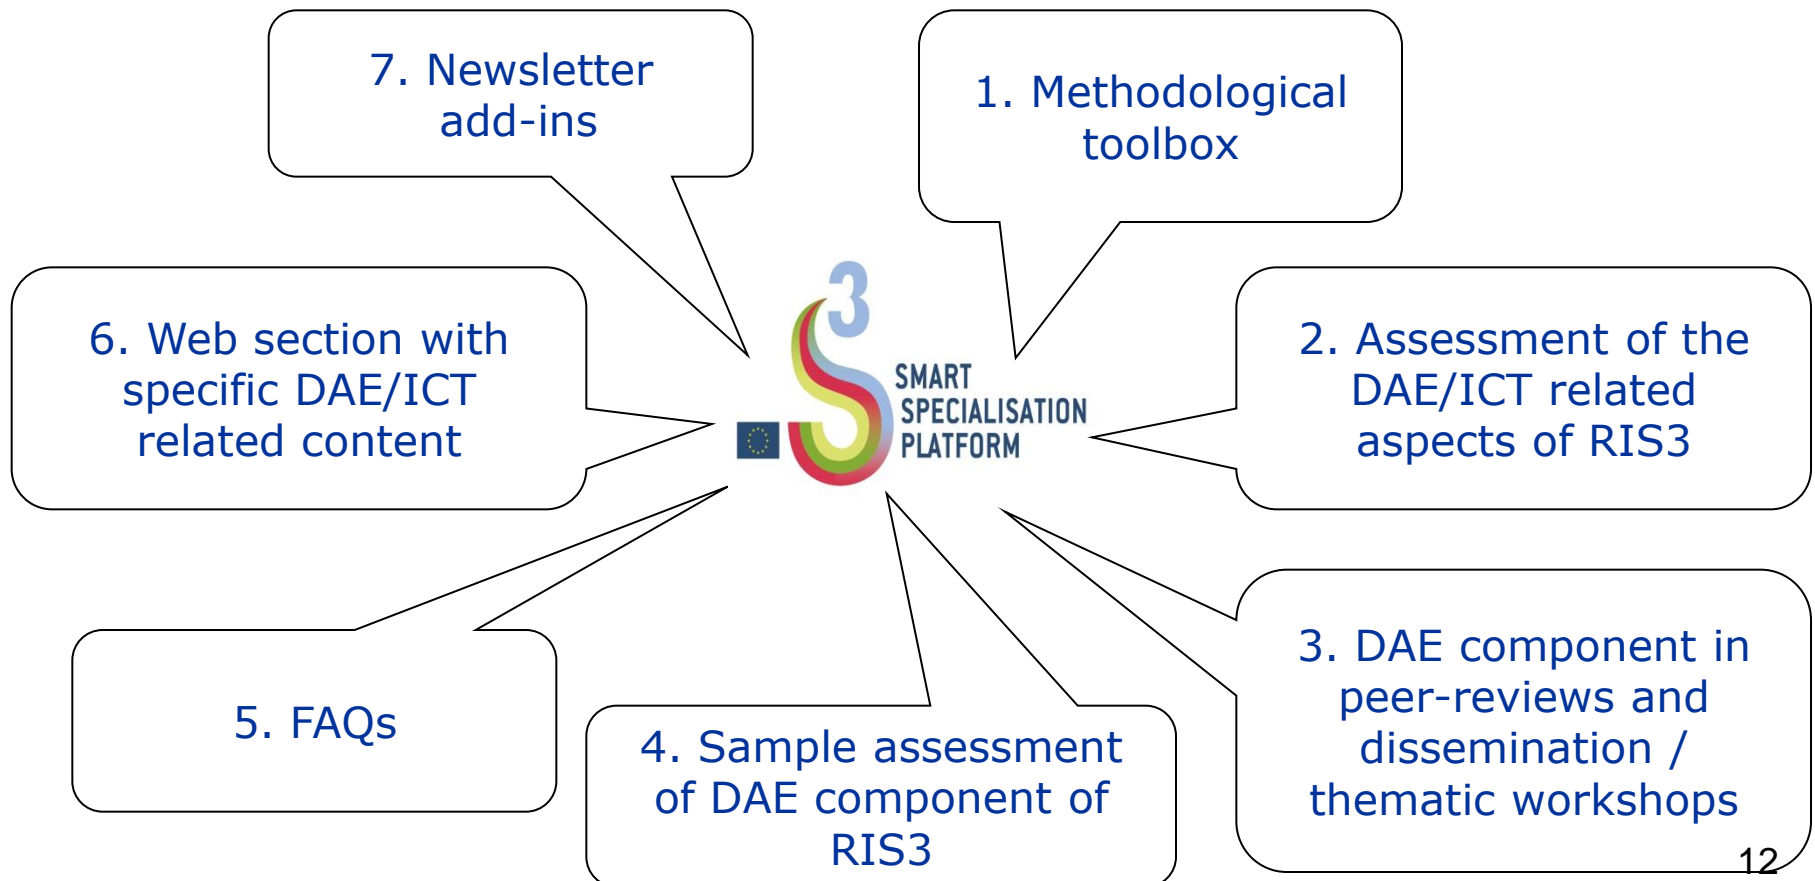 7. Newsletter
add-ins
1. Methodological
toolbox
6. Web section with
specific DAE/ICT
related content
3
SMART
SPECIALISATION
PLATFORM
2. Assessment of the
DAE/ICT related
aspects of RIS3
5. FAQs
4. Sample assessment
of DAE component of
RIS3
3. DAE component in
peer-reviews and
dissemination /
thematic workshops
12